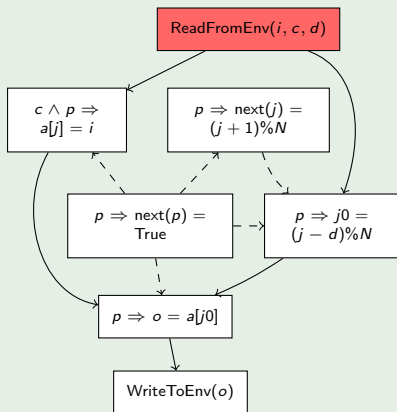 ReadFromEnv(i, c, d)
c ∧ p ⇒
a[j] = i
p ⇒ next(j) =
(j + 1)%N
p ⇒ next(p) =
True
p ⇒ j0 =
(j − d)%N
p ⇒ o = a[j0]
WriteToEnv(o)